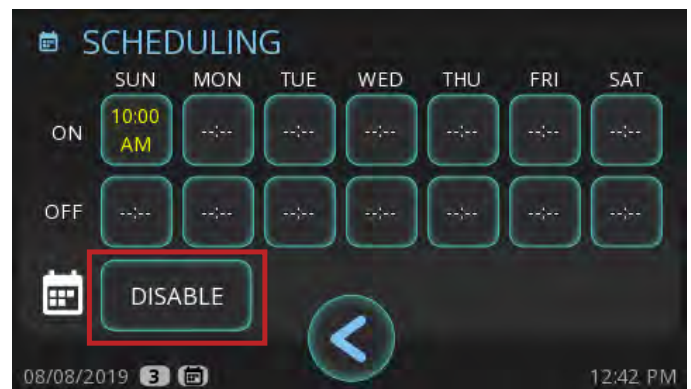 SCHEDULING
SUN MON TUE WED THU FRI SAT
ON 10:00 AM --:-- --:-- --:-- --:-- --:-- --:--
OFF --:-- --:-- --:-- --:-- --:-- --:-- --:--
DISABLE
08/08/2019 3 12:42 PM